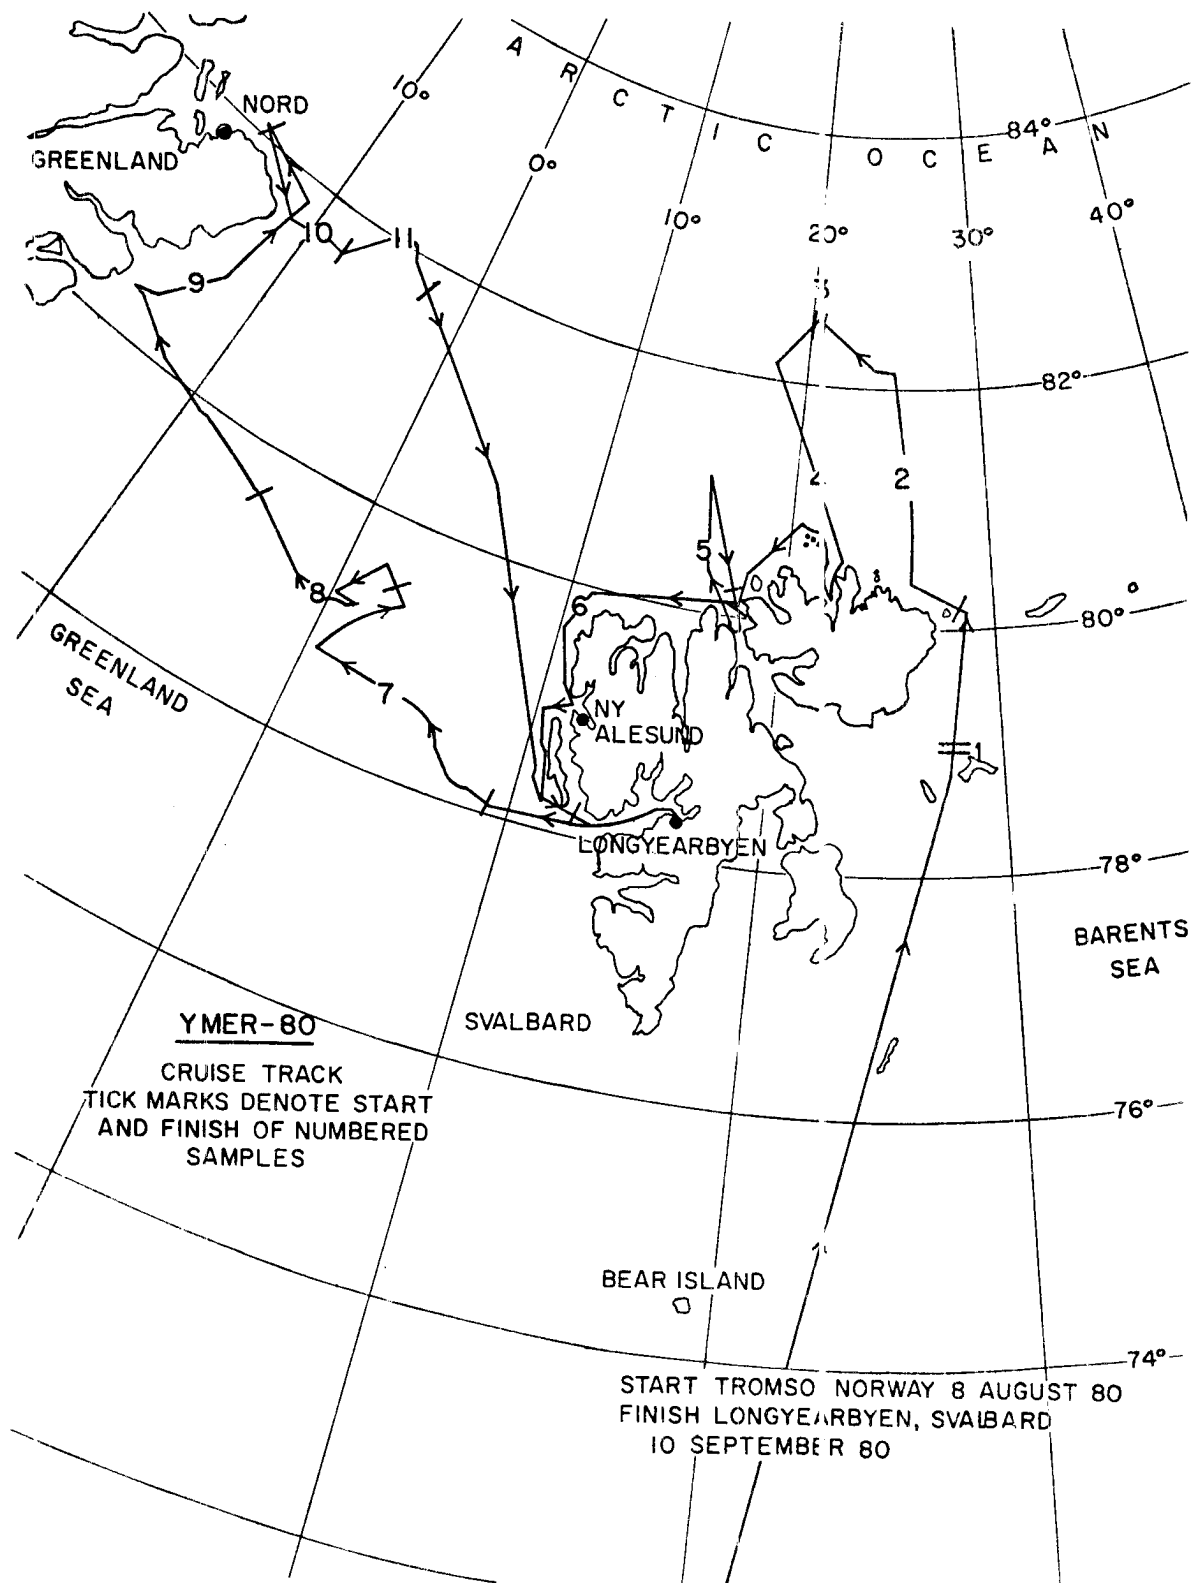 ARCTIC OCEAN
84°
NORD
10°
GREENLAND
0°
10°
20°
30°
40°
10
11
9
3
82°
2
5
8
6
80°
GREENLAND
SEA
7
NY
ALESUND
1
LONGYEARBYEN
78°
BARENTS
SEA
YMER-80
SVALBARD
CRUISE TRACK
TICK MARKS DENOTE START
AND FINISH OF NUMBERED
SAMPLES
76°
BEAR ISLAND
74°
START TROMSO NORWAY 8 AUGUST 80
FINISH LONGYEARBYEN, SVALBARD
10 SEPTEMBER 80